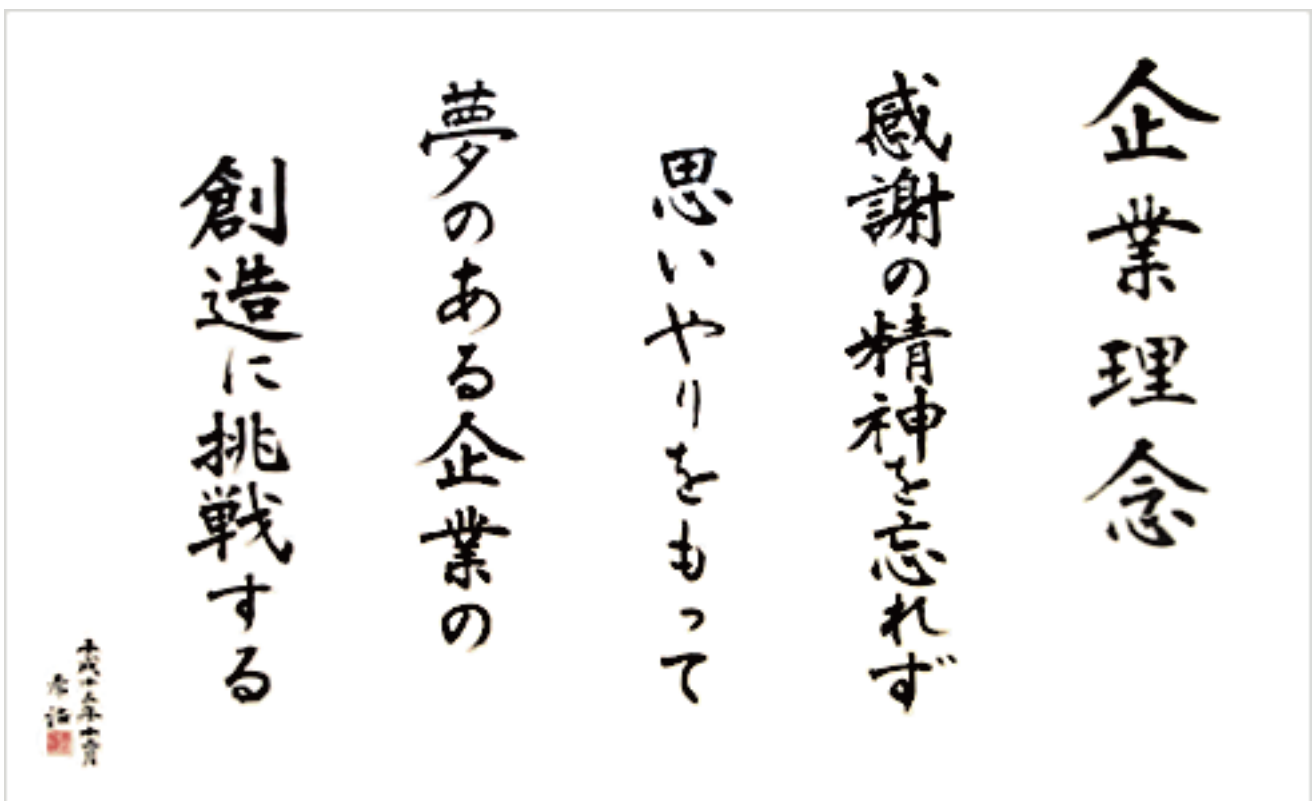 企業理念
感謝の精神を忘れず
思いやりをもって
夢のある企業の
創造に挑戦する